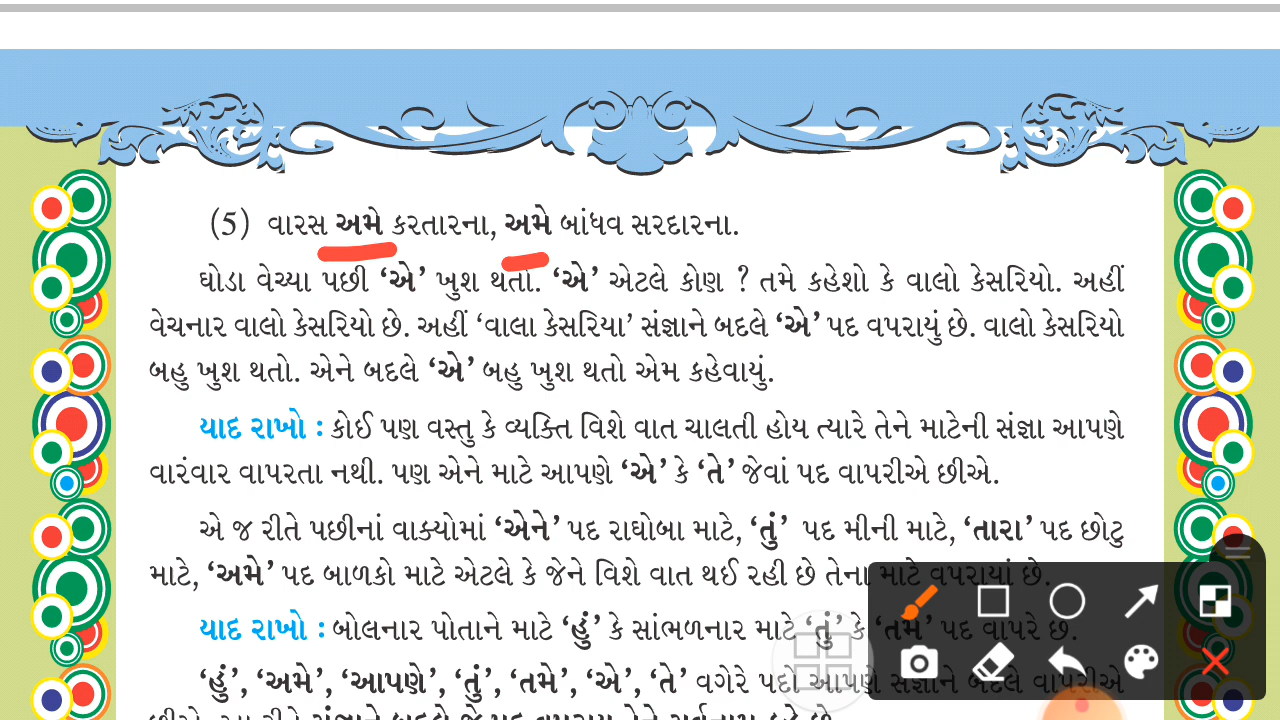 (5) વારસ અમે કરતારના, અમે બાંધવ સરદારના.
ઘોડા વેચ્યા પછી ‘એ’ ખુશ થતો. ‘એ’ એટલે કોણ ? તમે કહેશો કે વાલો કેસરિયો. અહીં
વેચનાર વાલો કેસરિયો છે. અહીં ‘વાલા કેસરિયા’ સંજ્ઞાને બદલે ‘એ’ પદ વપરાયું છે. વાલો કેસરિયો
બહુ ખુશ થતો. એને બદલે ‘એ’ બહુ ખુશ થતો એમ કહેવાયું.
યાદ રાખો : કોઈ પણ વસ્તુ કે વ્યક્તિ વિશે વાત ચાલતી હોય ત્યારે તેને માટેની સંજ્ઞા આપણે
વારંવાર વાપરતા નથી. પણ એને માટે આપણે ‘એ’ કે ‘તે’ જેવાં પદ વાપરીએ છીએ.
એ જ રીતે પછીનાં વાક્યોમાં ‘એને’ પદ રાઘોબા માટે, ‘તું’ પદ મીની માટે, ‘તારા’ પદ છોટુ
માટે, ‘અમે’ પદ બાળકો માટે એટલે કે જેને વિશે વાત થઈ રહી છે તેના માટે વપરાયાં છે.
યાદ રાખો : બોલનાર પોતાને માટે ‘હું’ કે સાંભળનાર માટે ‘તું’ કે ‘તમે’ પદ વાપરે છે.
‘હું’, ‘અમે’, ‘આપણે’, ‘તું’, ‘તમે’, ‘એ’, ‘તે’ વગેરે પદો આપણે સંજ્ઞાને બદલે વાપરીએ